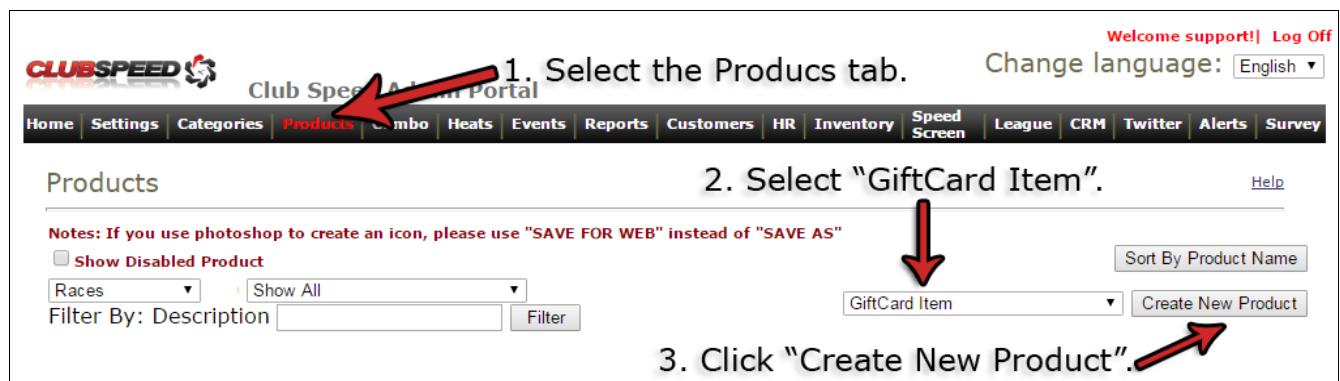 Welcome support!| Log Off
CLUBSPEED
1. Select the Producs tab.
Change language: English
Club Speed Admin Portal
Home Settings Categories Products Combo Heats Events Reports Customers HR Inventory Speed Screen League CRM Twitter Alerts Survey
Products
2. Select “GiftCard Item”.
Help
Notes: If you use photoshop to create an icon, please use "SAVE FOR WEB" instead of "SAVE AS"
Show Disabled Product
Sort By Product Name
Races Show All
GiftCard Item Create New Product
Filter By: Description Filter
3. Click “Create New Product”.